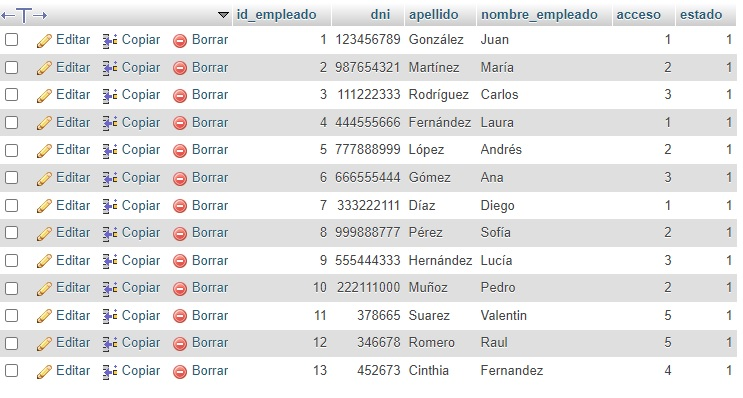 id_empleado dni apellido nombre_empleado acceso estado
Editar Copiar Borrar 1 123456789 González Juan 1 1
Editar Copiar Borrar 2 987654321 Martínez María 2 1
Editar Copiar Borrar 3 111222333 Rodríguez Carlos 3 1
Editar Copiar Borrar 4 444555666 Fernández Laura 1 1
Editar Copiar Borrar 5 777888999 López Andrés 2 1
Editar Copiar Borrar 6 666555444 Gómez Ana 3 1
Editar Copiar Borrar 7 333222111 Díaz Diego 1 1
Editar Copiar Borrar 8 999888777 Pérez Sofía 2 1
Editar Copiar Borrar 9 555444333 Hernández Lucía 3 1
Editar Copiar Borrar 10 222111000 Muñoz Pedro 2 1
Editar Copiar Borrar 11 378665 Suarez Valentin 5 1
Editar Copiar Borrar 12 346678 Romero Raul 5 1
Editar Copiar Borrar 13 452673 Cinthia Fernandez 4 1